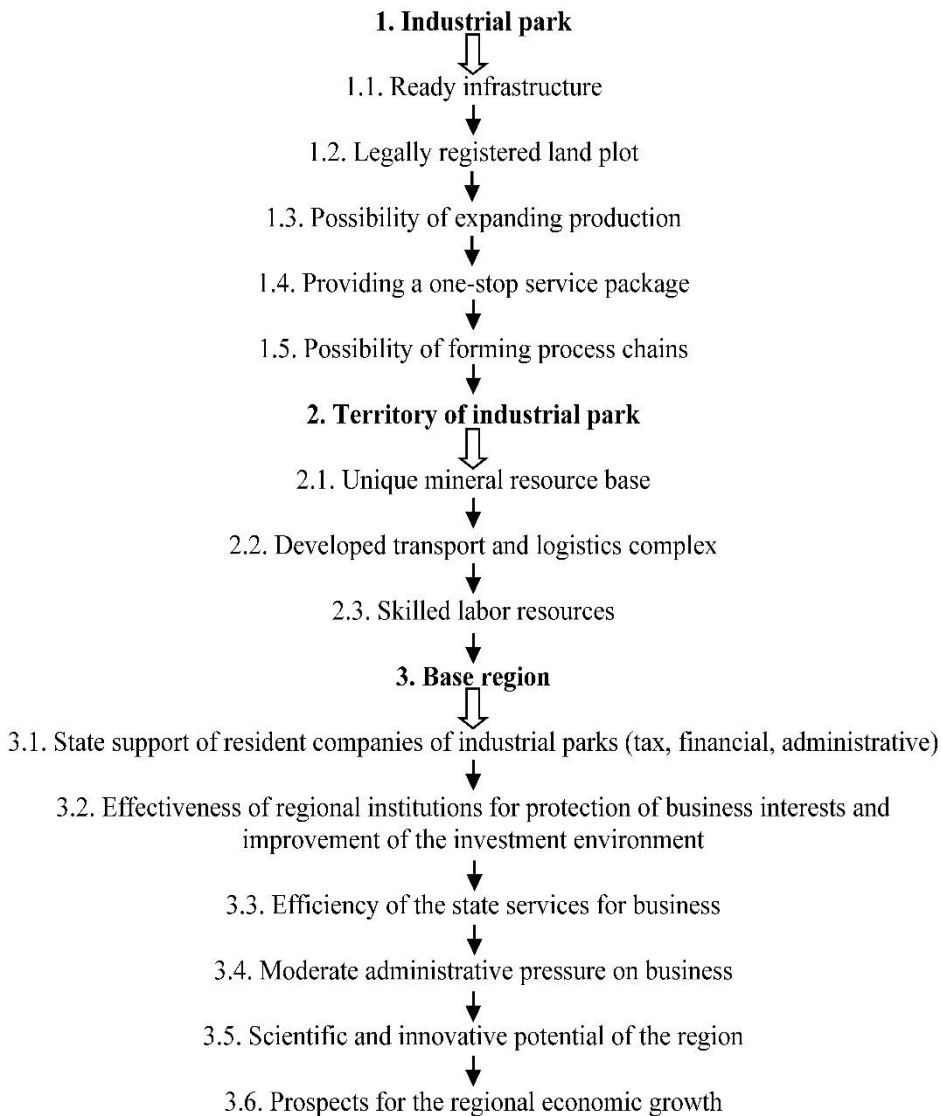 1. Industrial park
1.1. Ready infrastructure
1.2. Legally registered land plot
1.3. Possibility of expanding production
1.4. Providing a one-stop service package
1.5. Possibility of forming process chains
2. Territory of industrial park
2.1. Unique mineral resource base
2.2. Developed transport and logistics complex
2.3. Skilled labor resources
3. Base region
3.1. State support of resident companies of industrial parks (tax, financial, administrative)
3.2. Effectiveness of regional institutions for protection of business interests and
improvement of the investment environment
3.3. Efficiency of the state services for business
3.4. Moderate administrative pressure on business
3.5. Scientific and innovative potential of the region
3.6. Prospects for the regional economic growth